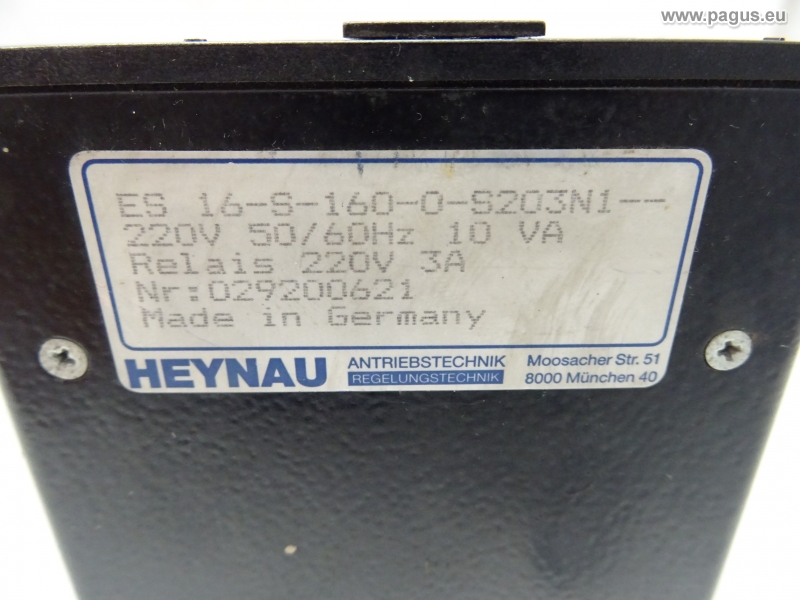 www.pagus.eu
ES 16-S-160-0-S203N1--
220V 50/60Hz 10 VA
Relais 220V 3A
Nr:029200621
Made in Germany
HEYNAU ANTRIEBSTECHNIK Moosacher Str. 51
REGELUNGSTECHNIK 8000 München 40